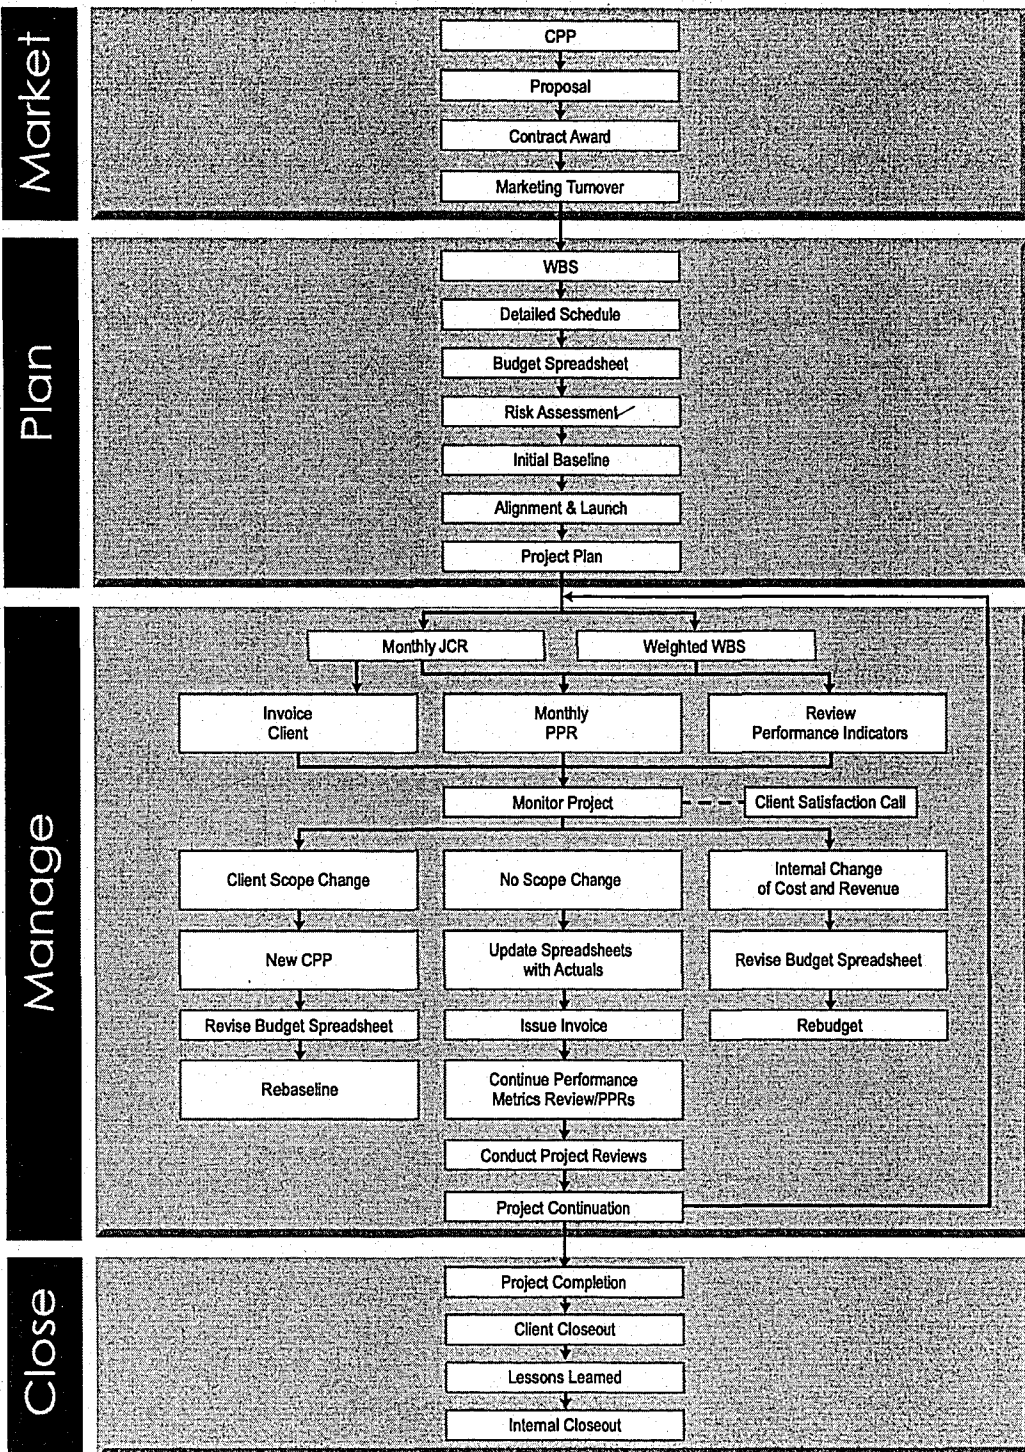 Market
CPP
Proposal
Contract Award
Marketing Turnover
Plan
WBS
Detailed Schedule
Budget Spreadsheet
Risk Assessment
Initial Baseline
Alignment & Launch
Project Plan
Manage
Monthly JCR
Weighted WBS
Invoice
Client
Monthly
PPR
Review
Performance Indicators
Monitor Project
Client Satisfaction Call
Client Scope Change
No Scope Change
Internal Change
of Cost and Revenue
New CPP
Update Spreadsheets
with Actuals
Revise Budget Spreadsheet
Revise Budget Spreadsheet
Issue Invoice
Rebudget
Rebaseline
Continue Performance
Metrics Review/PPRs
Conduct Project Reviews
Project Continuation
Close
Project Completion
Client Closeout
Lessons Learned
Internal Closeout